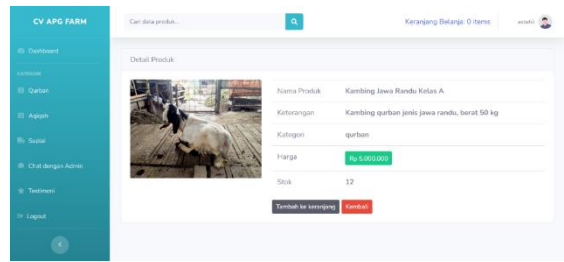 CV APG FARM
Cari data produk...
Keranjang Belanja: 0 items
Dashboard
KATEGORI
Qurban
Aqiqah
Chat dengan Admin
Testimoni
Logout
Detail Produk
Nama Produk Kambing Jawa Randu Kelas A
Keterangan Kambing qurban jenis jawa randu, berat 50 kg
Kategori qurban
Harga Rp 5.000.000
Stok 12
Tambah ke keranjang Kembali